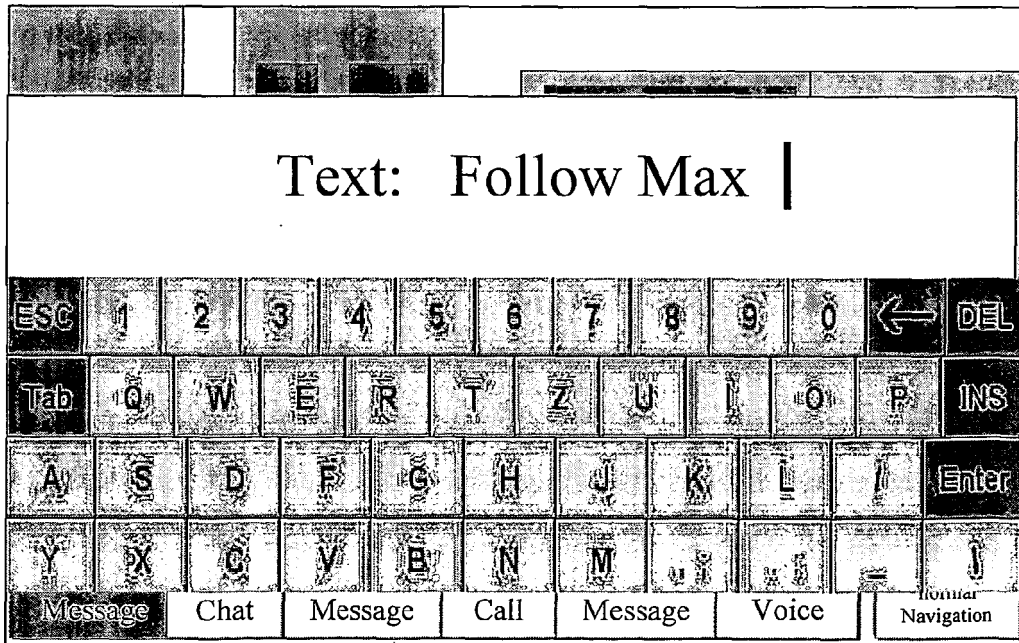 Text: Follow Max
ESC 1 2 3 4 5 6 7 8 9 0 ← DEL
Tab Q W E R T Z U I O P INS
A S D F G H J K L / Enter
Y X C V B N M _
Message Chat Message Call Message Voice Navigation